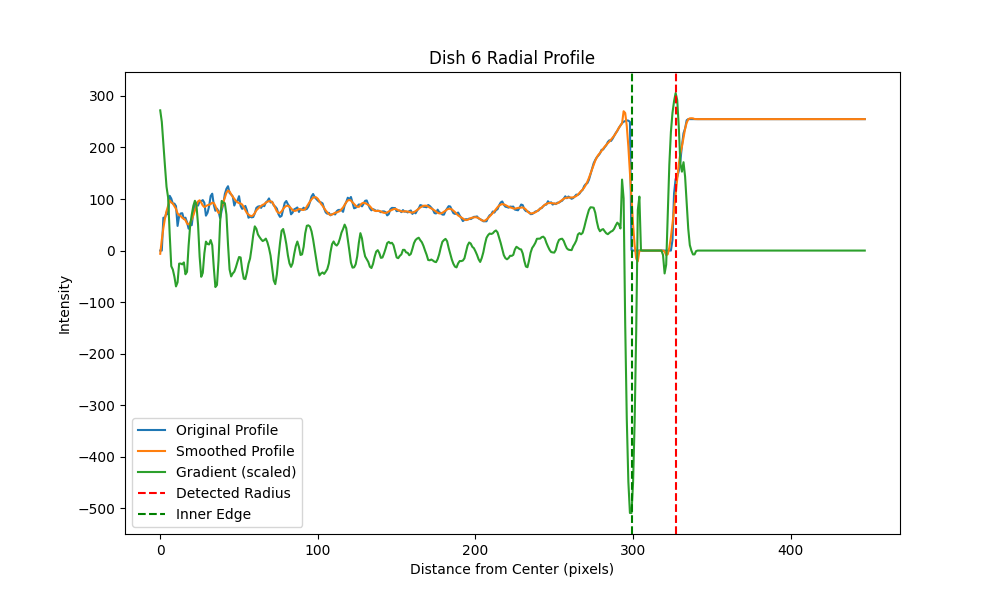 Dish 6 Radial Profile
Intensity
300
200
100
0
−100
−200
−300
−400
−500
Original Profile
Smoothed Profile
Gradient (scaled)
Detected Radius
Inner Edge
0 100 200 300 400
Distance from Center (pixels)